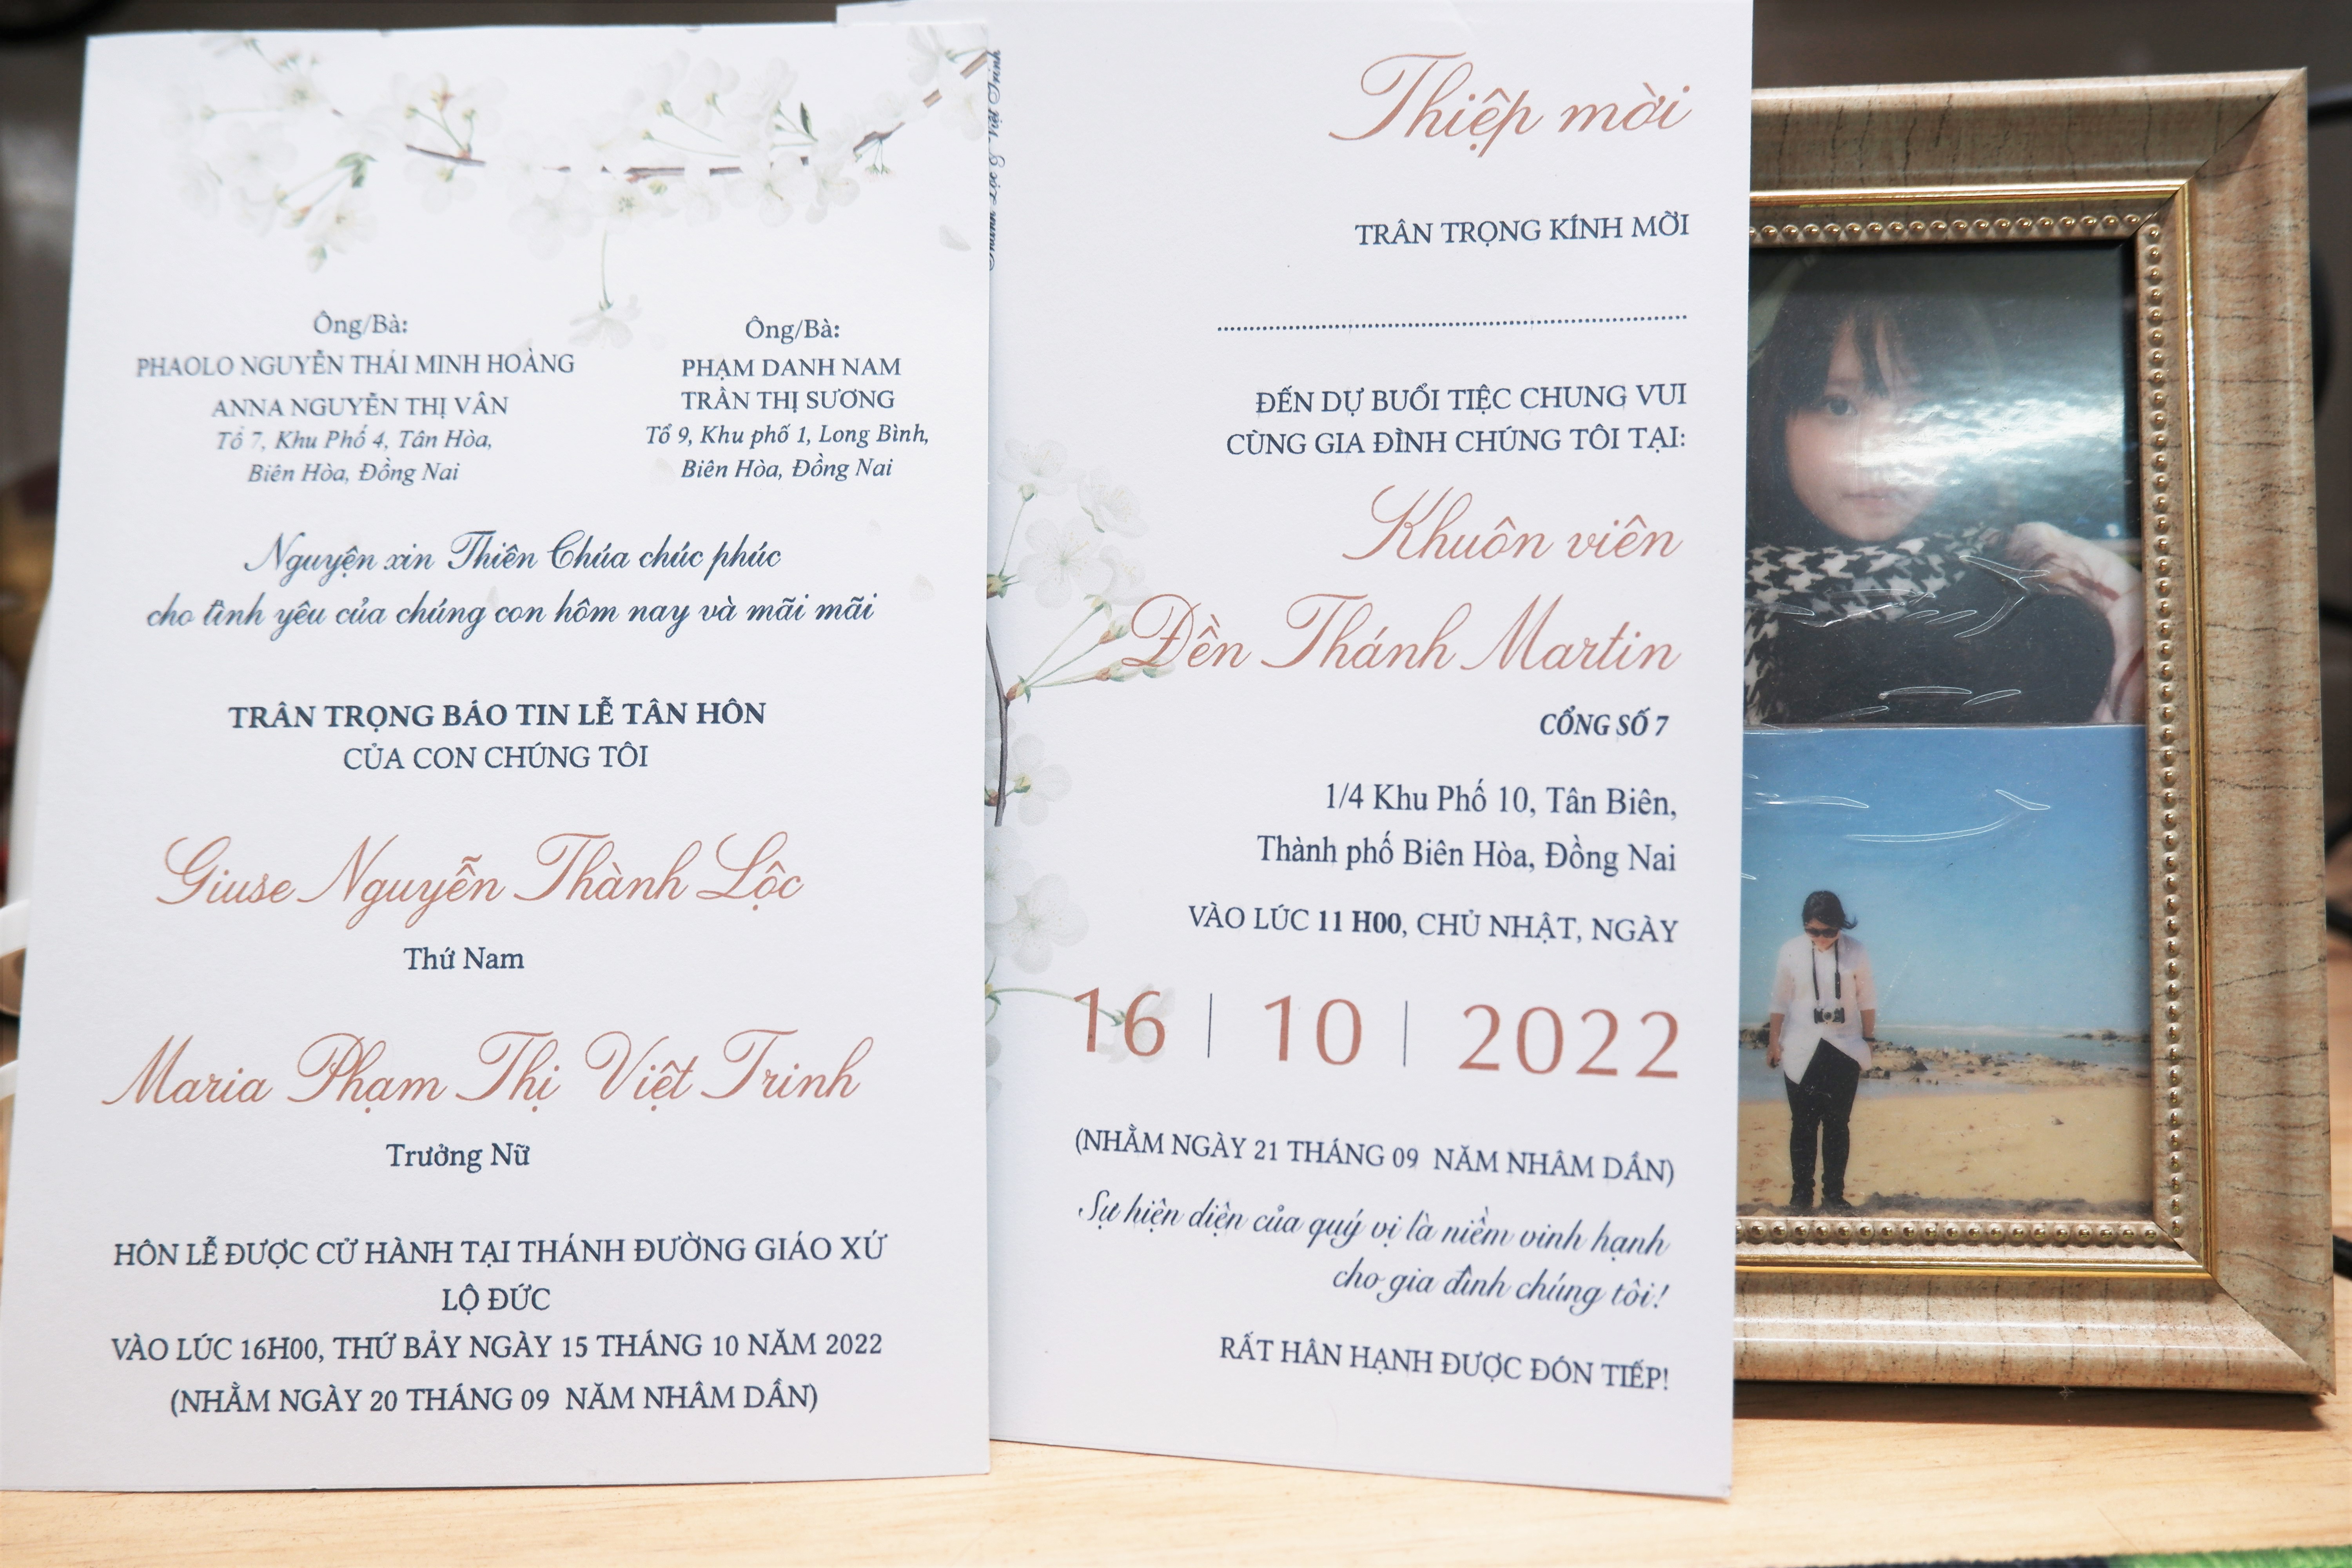 Ông/Bà:
PHAOLO NGUYỄN THÁI MINH HOÀNG
ANNA NGUYỄN THỊ VÂN
Tổ 7, Khu Phố 4, Tân Hòa,
Biên Hòa, Đồng Nai
Ông/Bà:
PHẠM DANH NAM
TRẦN THỊ SƯƠNG
Tổ 9, Khu phố 1, Long Bình,
Biên Hòa, Đồng Nai
Nguyện xin Thiên Chúa chúc phúc
cho tình yêu của chúng con hôm nay và mãi mãi
TRÂN TRỌNG BÁO TIN LỄ TÂN HÔN
CỦA CON CHÚNG TÔI
Giuse Nguyễn Thành Lộc
Thứ Nam
Maria Phạm Thị Việt Trinh
Trưởng Nữ
HÔN LỄ ĐƯỢC CỬ HÀNH TẠI THÁNH ĐƯỜNG GIÁO XỨ
LỘ ĐỨC
VÀO LÚC 16H00, THỨ BẢY NGÀY 15 THÁNG 10 NĂM 2022
(NHẰM NGÀY 20 THÁNG 09 NĂM NHÂM DẦN)
Thành Lộc & Việt Trinh
Thiệp mời
TRÂN TRỌNG KÍNH MỜI
ĐẾN DỰ BUỔI TIỆC CHUNG VUI
CÙNG GIA ĐÌNH CHÚNG TÔI TẠI:
Khuôn viên
Đền Thánh Martin
CỔNG SỐ 7
1/4 Khu Phố 10, Tân Biên,
Thành phố Biên Hòa, Đồng Nai
VÀO LÚC 11 H00, CHỦ NHẬT, NGÀY
16 | 10 | 2022
(NHẰM NGÀY 21 THÁNG 09 NĂM NHÂM DẦN)
Sự hiện diện của quý vị là niềm vinh hạnh
cho gia đình chúng tôi!
RẤT HÂN HẠNH ĐƯỢC ĐÓN TIẾP!